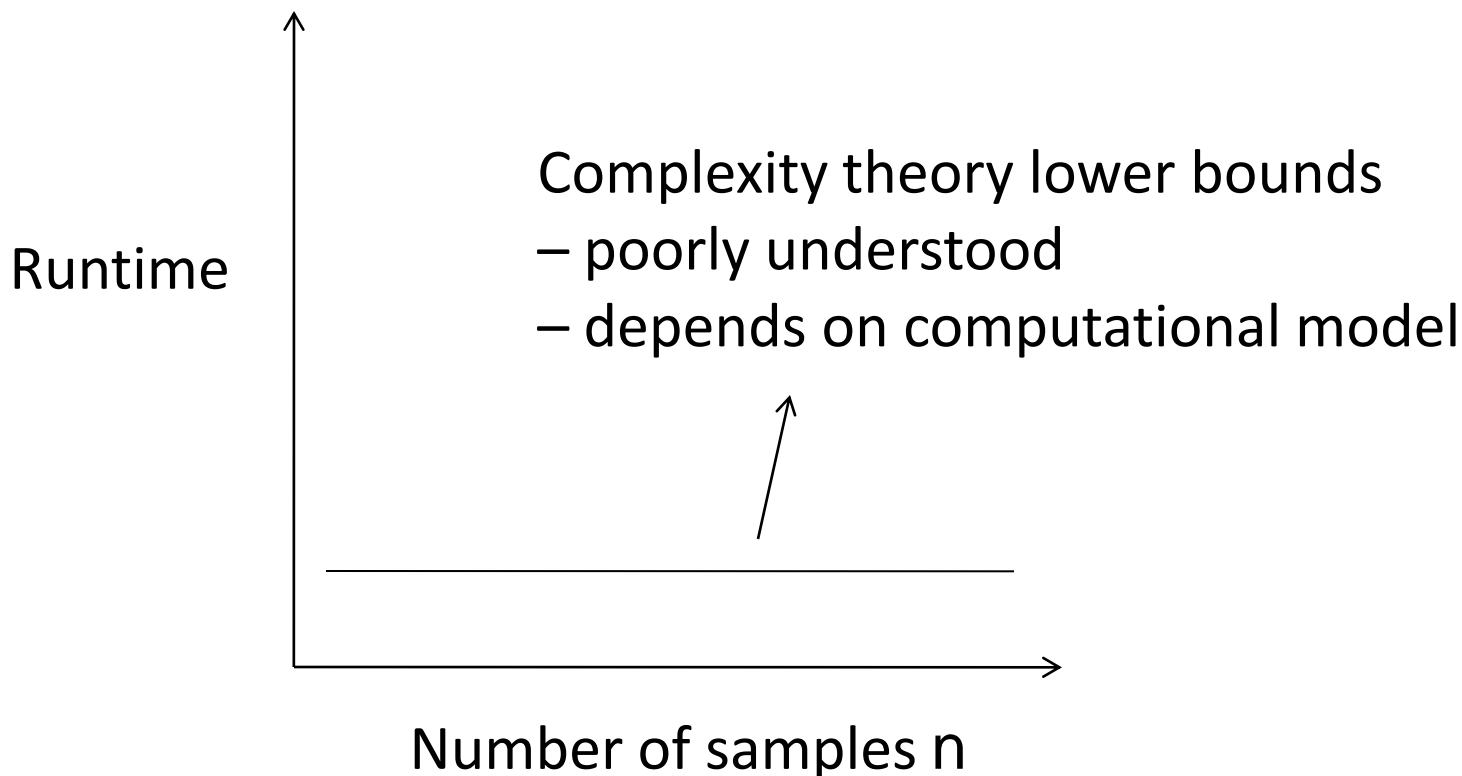 Complexity theory lower bounds
– poorly understood
– depends on computational model
Runtime
Number of samples n